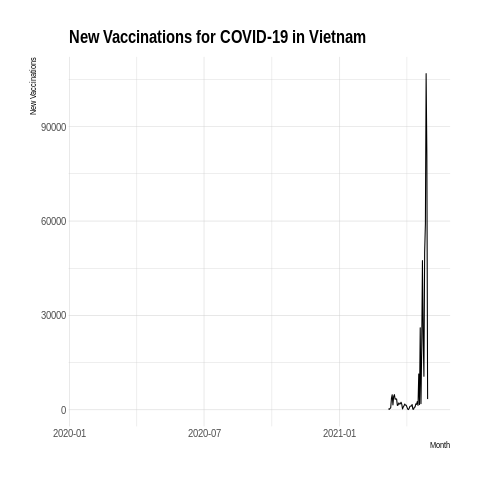 New Vaccinations for COVID-19 in Vietnam
New Vaccinations
90000
60000
30000
0
2020-01
2020-07
2021-01
Month